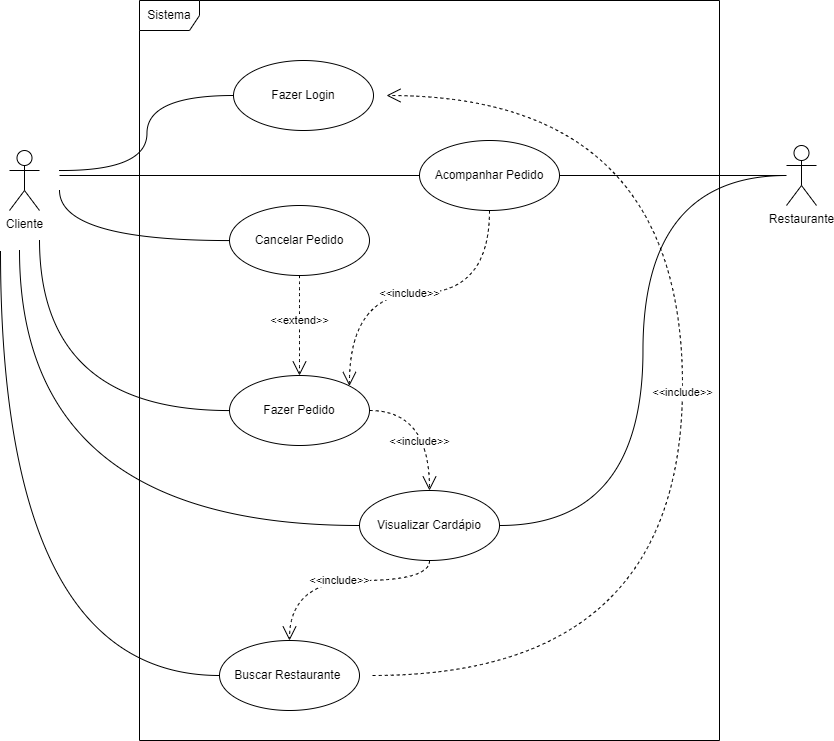 Sistema
Fazer Login
Acompanhar Pedido
Cliente
Restaurante
Cancelar Pedido
<<include>>
<<extend>>
<<include>>
Fazer Pedido
<<include>>
Visualizar Cardápio
<<include>>
Buscar Restaurante